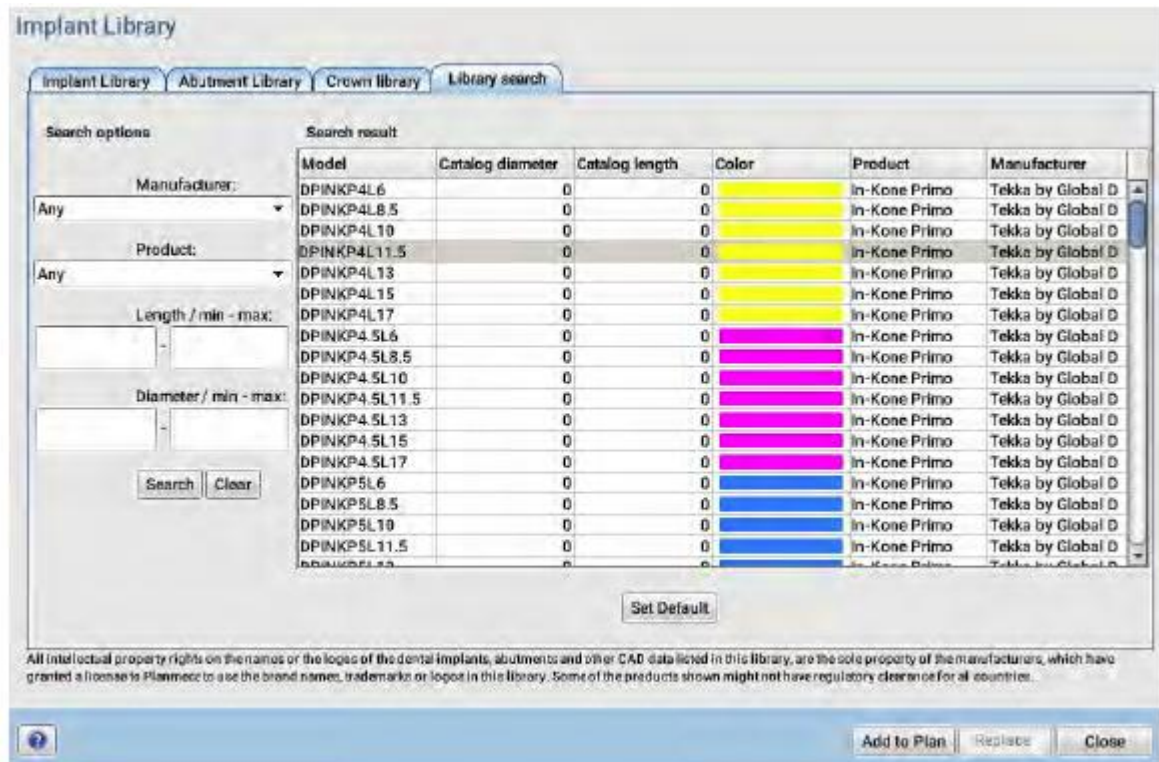 Implant Library
Implant Library Abutment Library Crown library Library search
Search options
Manufacturer:
Any
Product:
Any
Length / min - max:
-
Diameter / min - max:
-
Search Clear
Search result
Model Catalog diameter Catalog length Color Product Manufacturer
DPINKP4L6 0 0 In-Kone Primo Tekka by Global D
DPINKP4L8.5 0 0 In-Kone Primo Tekka by Global D
DPINKP4L10 0 0 In-Kone Primo Tekka by Global D
DPINKP4L11.5 0 0 In-Kone Primo Tekka by Global D
DPINKP4L13 0 0 In-Kone Primo Tekka by Global D
DPINKP4L15 0 0 In-Kone Primo Tekka by Global D
DPINKP4L17 0 0 In-Kone Primo Tekka by Global D
DPINKP4.5L6 0 0 In-Kone Primo Tekka by Global D
DPINKP4.5L8.5 0 0 In-Kone Primo Tekka by Global D
DPINKP4.5L10 0 0 In-Kone Primo Tekka by Global D
DPINKP4.5L11.5 0 0 In-Kone Primo Tekka by Global D
DPINKP4.5L13 0 0 In-Kone Primo Tekka by Global D
DPINKP4.5L15 0 0 In-Kone Primo Tekka by Global D
DPINKP4.5L17 0 0 In-Kone Primo Tekka by Global D
DPINKP5L6 0 0 In-Kone Primo Tekka by Global D
DPINKP5L8.5 0 0 In-Kone Primo Tekka by Global D
DPINKP5L10 0 0 In-Kone Primo Tekka by Global D
DPINKP5L11.5 0 0 In-Kone Primo Tekka by Global D
Set Default
All intellectual property rights on the names or the logos of the dental implants, abutments and other CAD data listed in this library, are the sole property of the manufacturers, which have
granted a license to Planmeca to use the brand names, trademarks or logos in this library. Some of the products shown might not have regulatory clearance for all countries.
? Add to Plan Replace Close